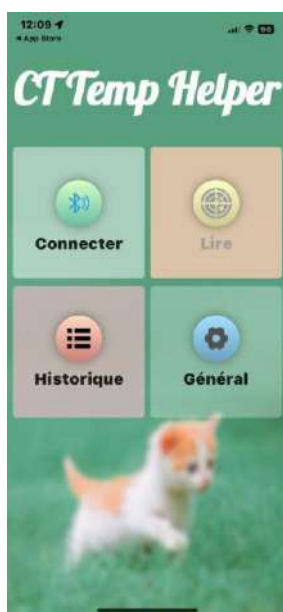 12:09
◀ App Store
CT Temp Helper
Connecter
Lire
Historique
Général